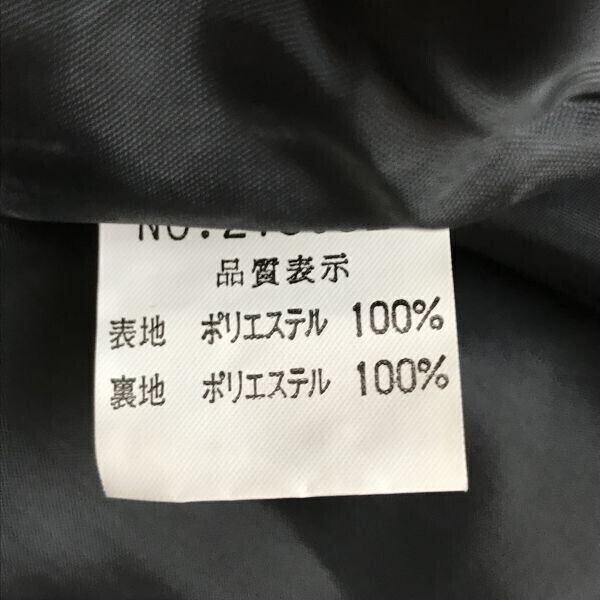 品質表示
表地 ポリエステル 100%
裏地 ポリエステル 100%